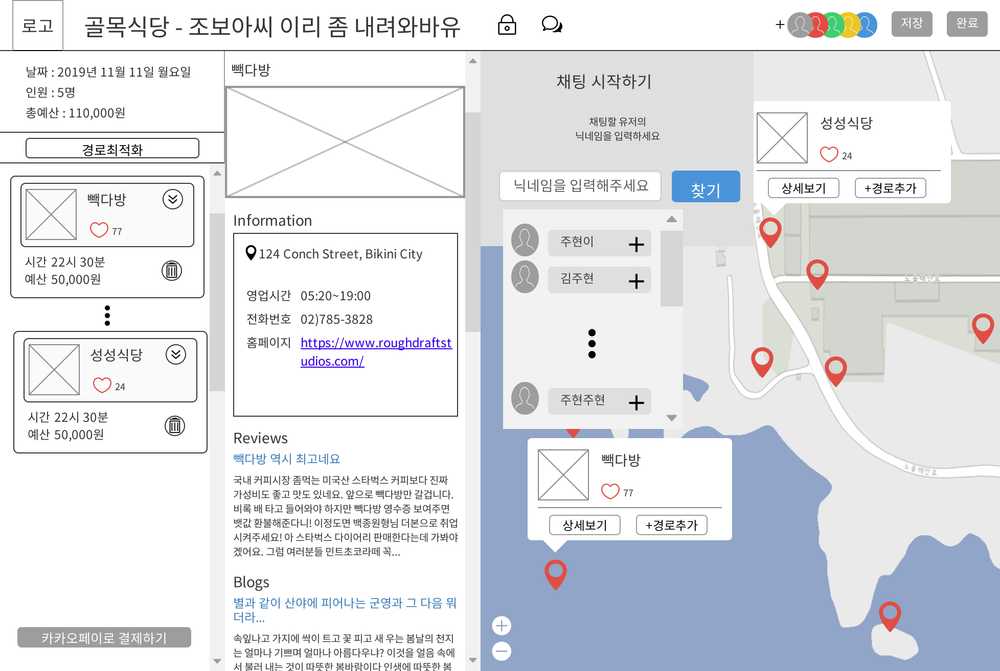 로고
골목식당 - 조보아씨 이리 좀 내려와바유
+
저장
완료
날짜 : 2019년 11월 11일 월요일
인원 : 5명
총예산 : 110,000원
경로최적화
빽다방
77
시간 22시 30분
예산 50,000원
성성식당
24
시간 22시 30분
예산 50,000원
카카오페이로 결제하기
빽다방
Information
124 Conch Street, Bikini City
영업시간 05:20~19:00
전화번호 02)785-3828
홈페이지 https://www.roughdraftst
udios.com/
Reviews
빽다방 역시 최고네요
국내 커피시장 좀먹는 미국산 스타벅스 커피보다 진짜
가성비도 좋고 맛도 있네요. 앞으로 빽다방만 갈겁니다.
비록 배 타고 들어와야 하지만 빽다방 영수증 보여주면
뱃값 환불해준다니! 이정도면 백종원형님 더본으로 취업
시켜주세요! 아 스타벅스 다이어리 판매한다는데 가봐야
겠어요. 그럼 여러분들 민트초코라떼 꼭...
Blogs
별과 같이 산야에 피어나는 군영과 그 다음 뭐
더라...
속잎나고 가지에 싹이 트고 꽃 피고 새 우는 봄날의 천지
는 얼마나 기쁘며 얼마나 아름다우냐? 이것을 얼음 속에
서 불러 내는 것이 따뜻한 봄바람이다 인생에 따뜻한 봄
채팅 시작하기
채팅할 유저의
닉네임을 입력하세요
닉네임을 입력해주세요
찾기
주현이
김주현
주현주현
성성식당
24
상세보기
+경로추가
노을해안로
노을해안로
빽다방
77
상세보기
+경로추가